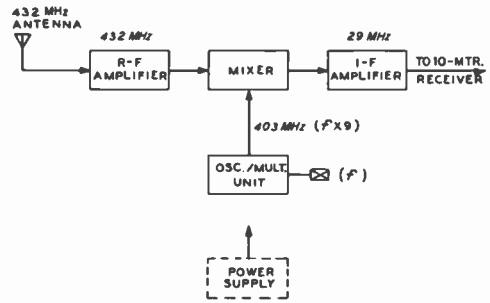 432 MHz
ANTENNA
432 MHz
R-F
AMPLIFIER
MIXER
29 MHz
I-F
AMPLIFIER
TO 10-MTR.
RECEIVER
403 MHz (f×9)
OSC./MULT.
UNIT
(f)
POWER
SUPPLY